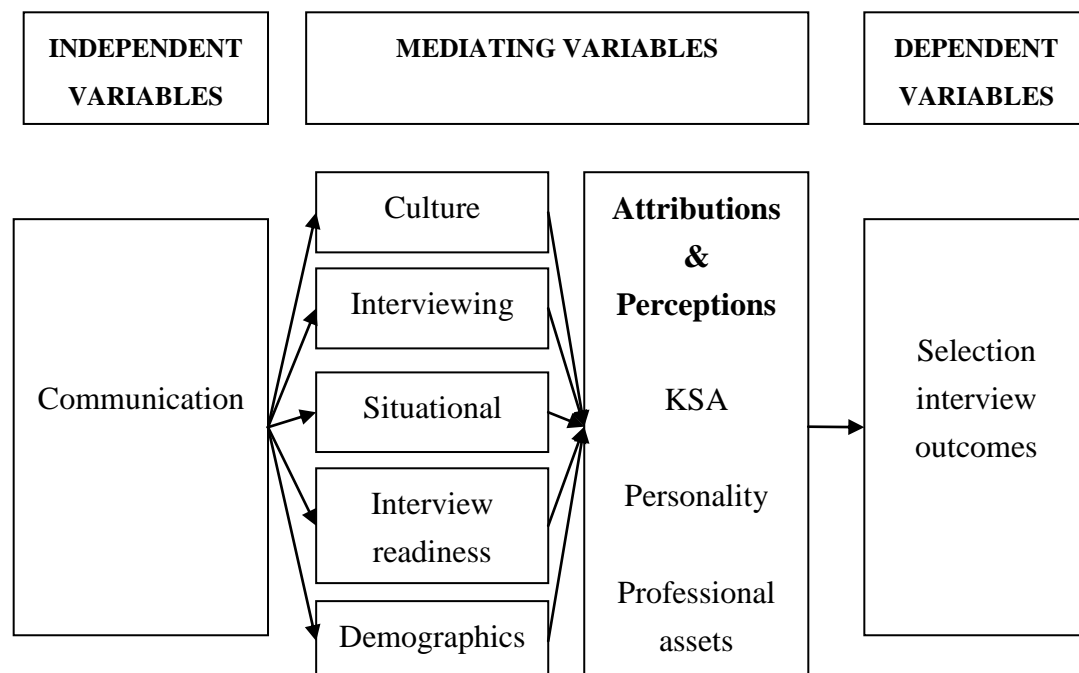 INDEPENDENT
VARIABLES
MEDIATING VARIABLES
DEPENDENT
VARIABLES
Communication
Culture
Interviewing
Situational
Interview
readiness
Demographics
Attributions
&
Perceptions
KSA
Personality
Professional
assets
Selection
interview
outcomes